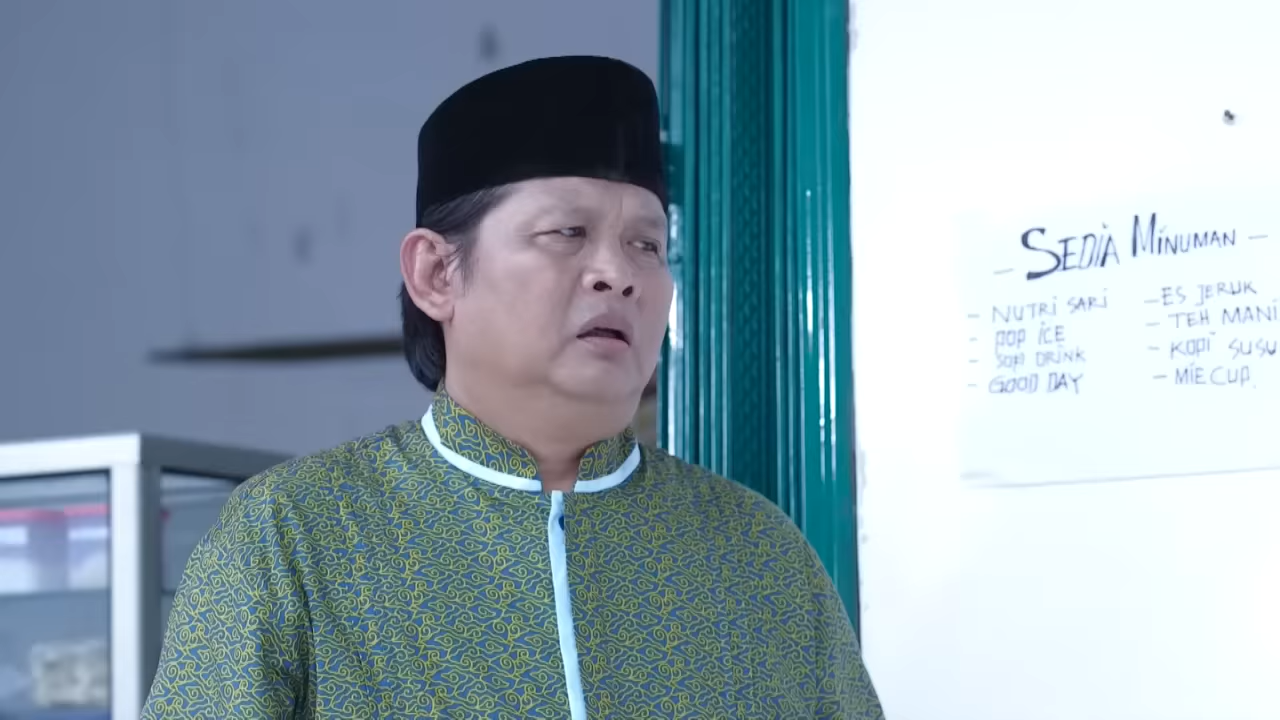 - SEDIA MINUMAN -
- NUTRI SARI
- POP ICE
- SOP DRINK
- GOOD DAY
- ES JERUK
- TEH MANI
- KOPI SUSU
- MIE CUP.